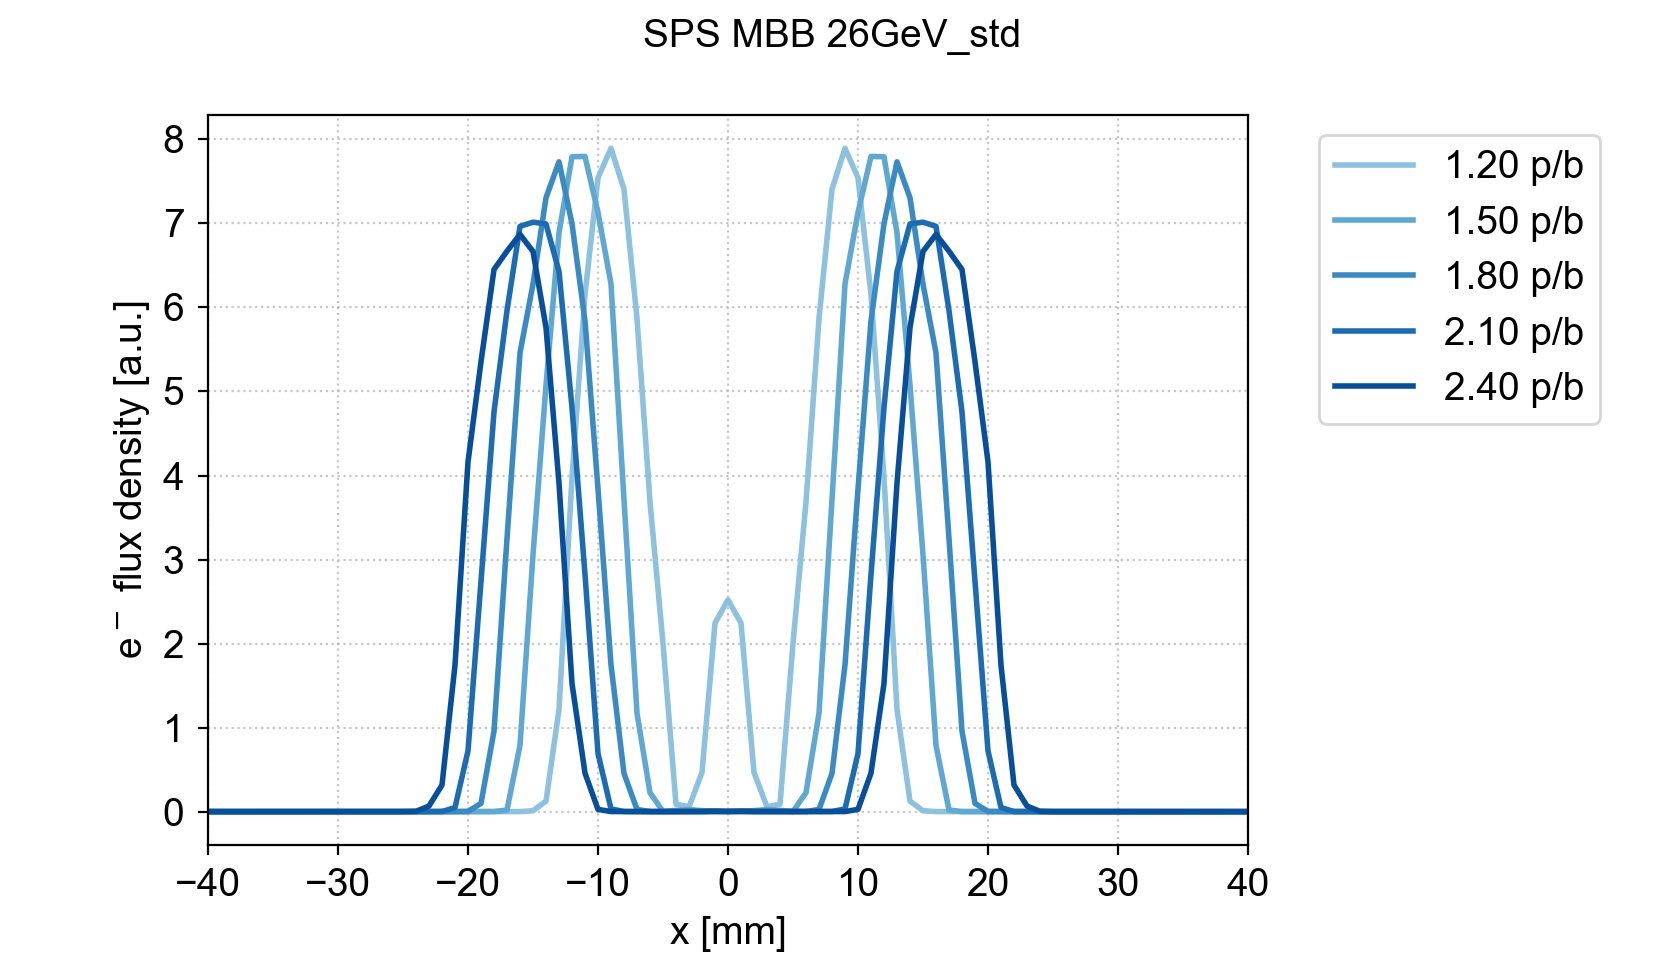 SPS MBB 26GeV_std
8
7
6
5
4
3
2
1
0
e⁻ flux density [a.u.]
−40 −30 −20 −10 0 10 20 30 40
x [mm]
1.20 p/b
1.50 p/b
1.80 p/b
2.10 p/b
2.40 p/b